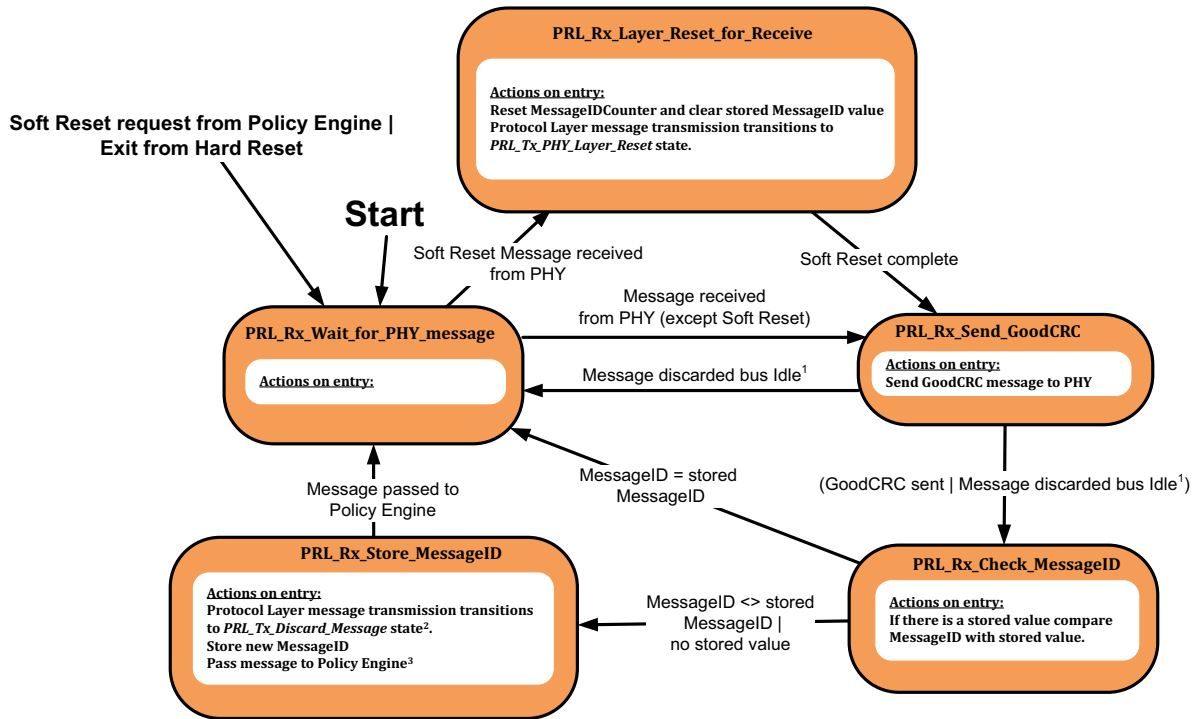 PRL_Rx_Layer_Reset_for_Receive
Actions on entry:
Reset MessageIDCounter and clear stored MessageID value
Protocol Layer message transmission transitions to
PRL_Tx_PHY_Layer_Reset state.
Soft Reset request from Policy Engine |
Exit from Hard Reset
Start
Soft Reset Message received
from PHY
Soft Reset complete
Message received
from PHY (except Soft Reset)
PRL_Rx_Wait_for_PHY_message
Actions on entry:
PRL_Rx_Send_GoodCRC
Actions on entry:
Send GoodCRC message to PHY
Message discarded bus Idle¹
MessageID = stored
MessageID
(GoodCRC sent | Message discarded bus Idle¹)
Message passed to
Policy Engine
PRL_Rx_Store_MessageID
Actions on entry:
Protocol Layer message transmission transitions
to PRL_Tx_Discard_Message state².
Store new MessageID
Pass message to Policy Engine³
MessageID <> stored
MessageID |
no stored value
PRL_Rx_Check_MessageID
Actions on entry:
If there is a stored value compare
MessageID with stored value.